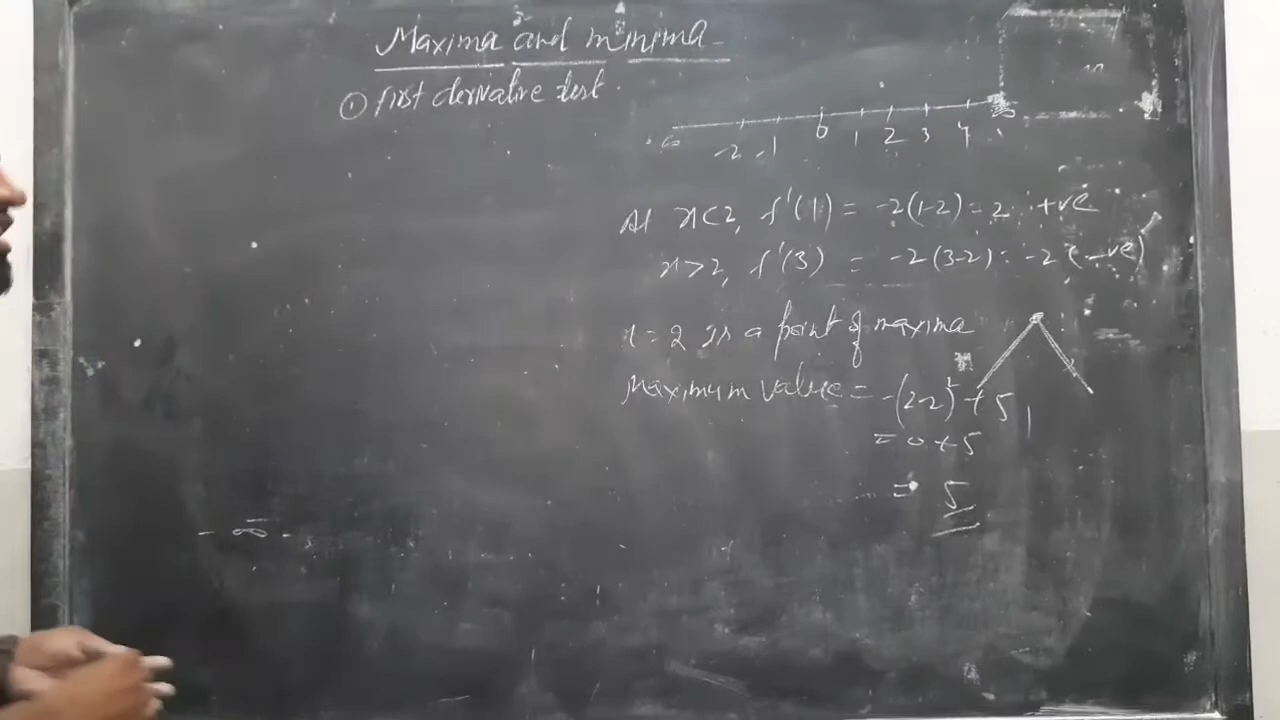 Maxima and minima
① first derivative test.
-2 -1 0 1 2 3 4
At x<2, f'(1) = -2(1-2) = 2 +ve
x>2, f'(3) = -2(3-2) = -2 (-ve)
x=2 is a point of maxima
Maximum value = -(2-2)² + 5
= 0+5
= 5
-∞